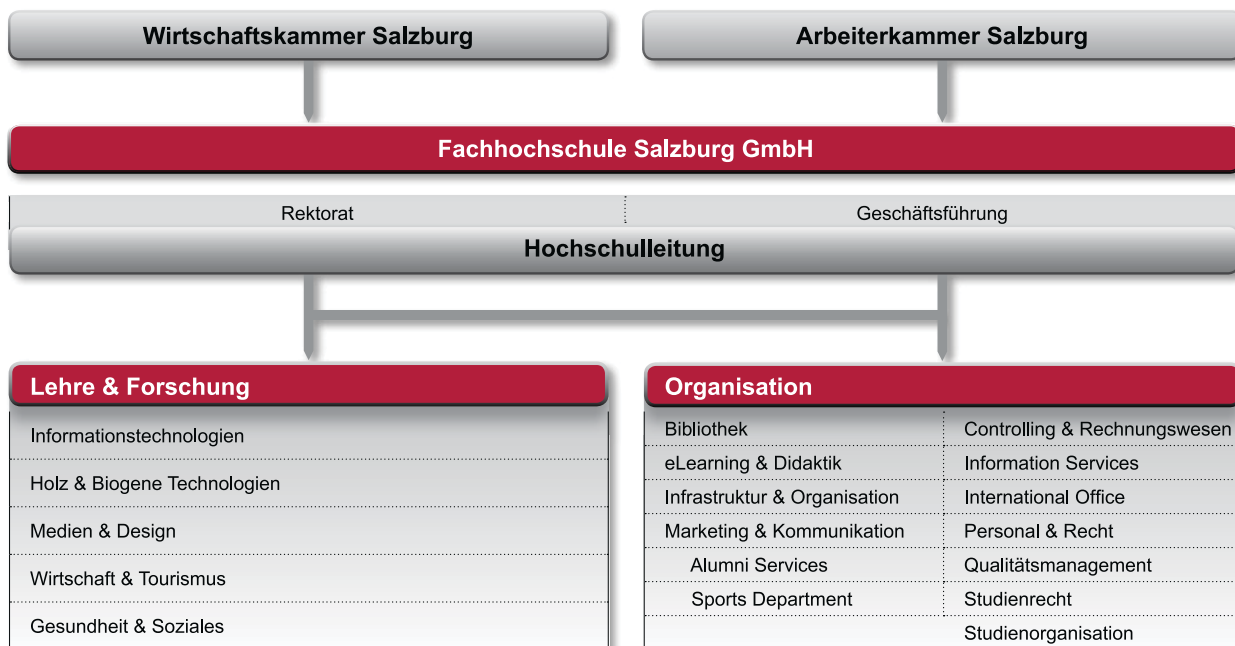 Wirtschaftskammer Salzburg
Arbeiterkammer Salzburg
Fachhochschule Salzburg GmbH
Rektorat
Geschäftsführung
Hochschulleitung
Lehre & Forschung
Informationstechnologien
Holz & Biogene Technologien
Medien & Design
Wirtschaft & Tourismus
Gesundheit & Soziales
Organisation
Bibliothek
eLearning & Didaktik
Infrastruktur & Organisation
Marketing & Kommunikation
Alumni Services
Sports Department
Controlling & Rechnungswesen
Information Services
International Office
Personal & Recht
Qualitätsmanagement
Studienrecht
Studienorganisation